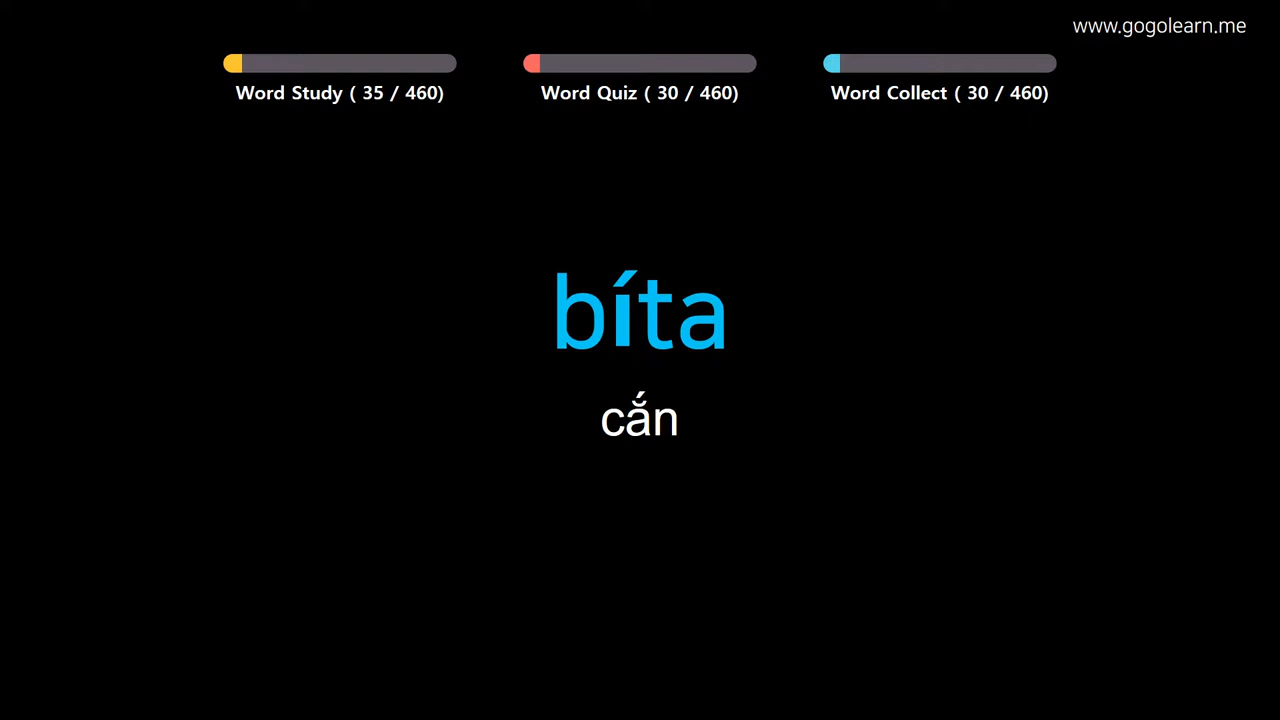 www.gogolearn.me
Word Study ( 35 / 460)
Word Quiz ( 30 / 460)
Word Collect ( 30 / 460)
bíta
cắn